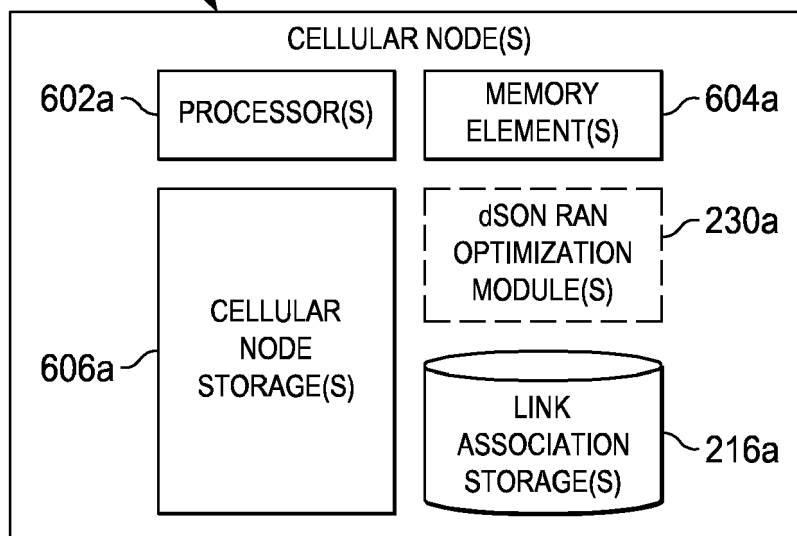 CELLULAR NODE(S)
602a
PROCESSOR(S)
MEMORY
ELEMENT(S)
604a
dSON RAN
OPTIMIZATION
MODULE(S)
230a
606a
CELLULAR
NODE
STORAGE(S)
LINK
ASSOCIATION
STORAGE(S)
216a